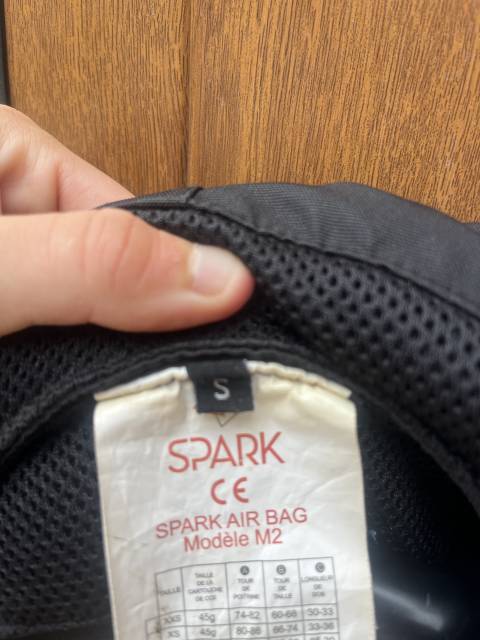 S
SPARK
CE
SPARK AIR BAG
Modèle M2
TAILLE
TAILLE DE LA CARTOUCHE DE CO2
A TOUR DE POITRINE
B TOUR DE TAILLE
C LONGUEUR DE DOS
XXS 45g 74-82 60-68 30-33
XS 45g 80-88 66-74 33-36